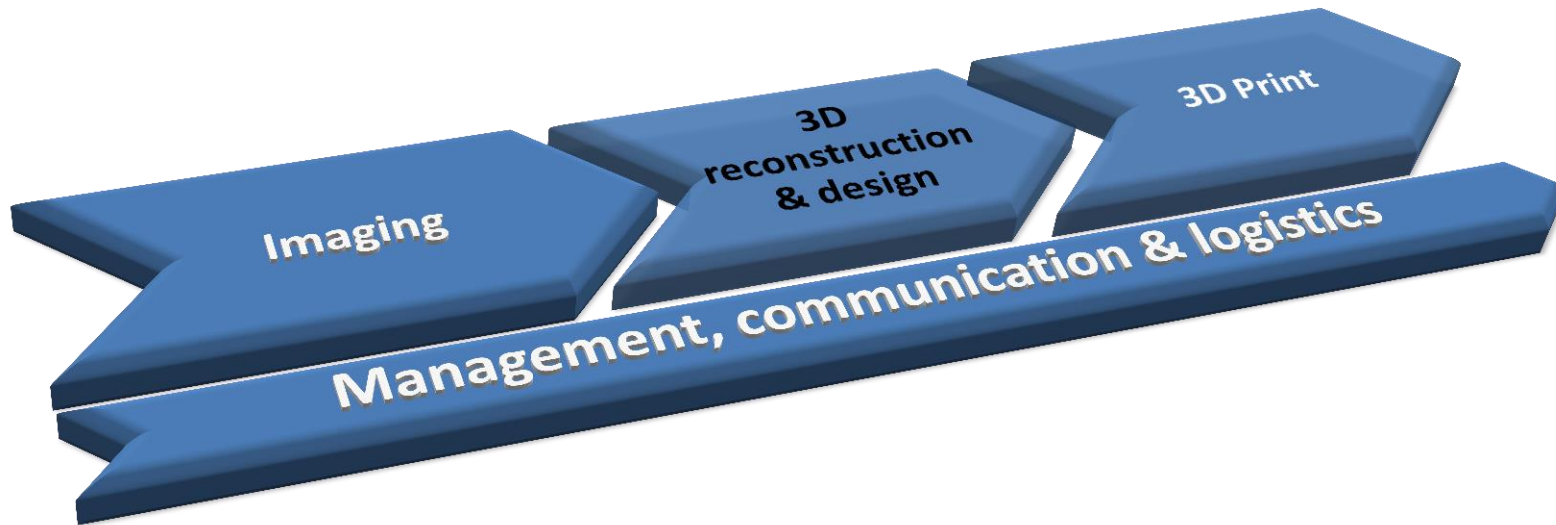 Imaging
3D
reconstruction
& design
3D Print
Management, communication & logistics